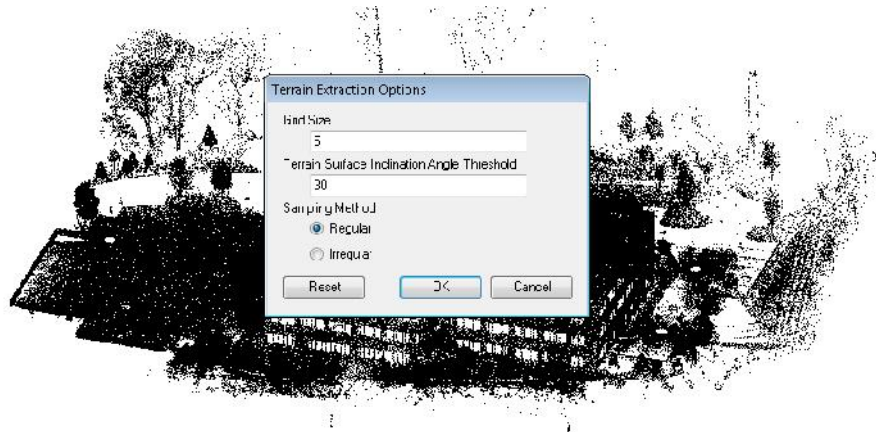 Terrain Extraction Options
Grid Size
5
Terrain Surface Inclination Angle Threshold
30
Sampling Method
Regular
Irregular
Reset OK Cancel